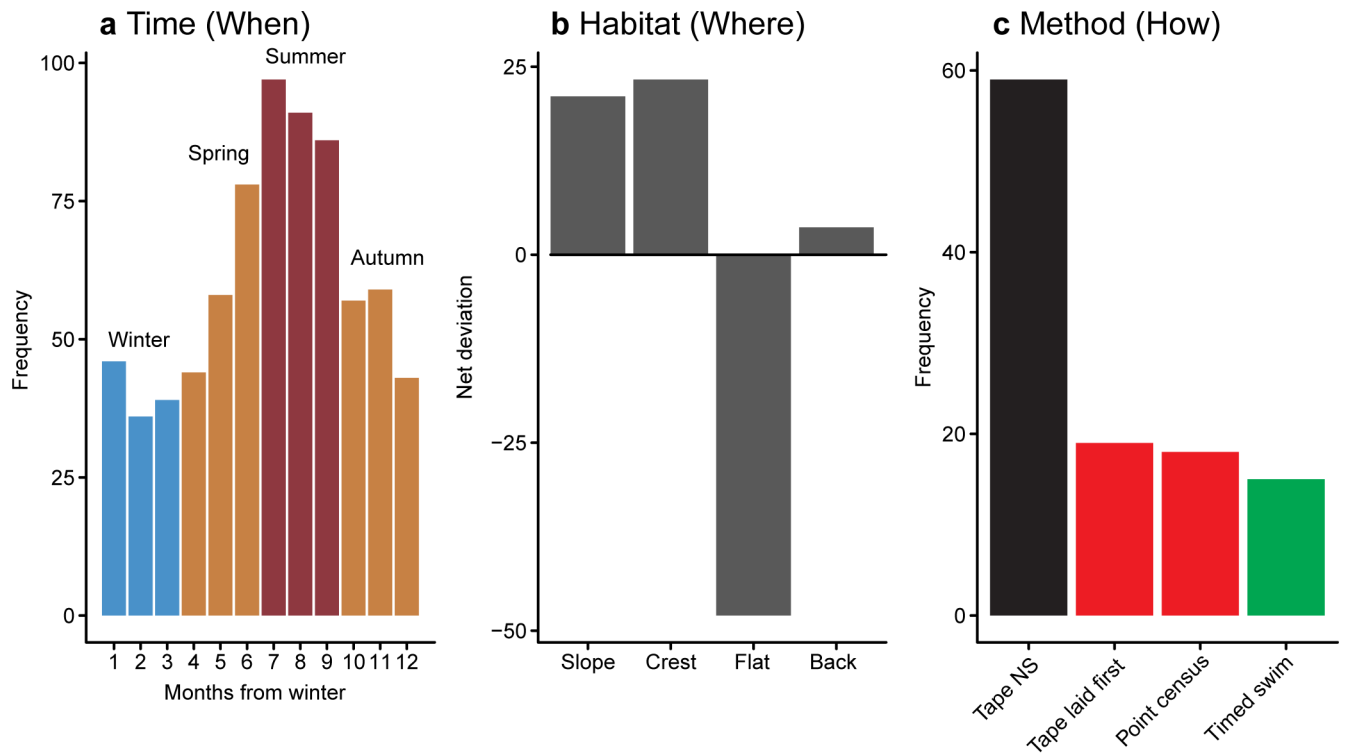 a Time (When)
Summer
Spring
Autumn
Winter
100
75
50
25
0
Frequency
1 2 3 4 5 6 7 8 9 10 11 12
Months from winter
b Habitat (Where)
25
0
−25
−50
Net deviation
Slope Crest Flat Back
c Method (How)
60
40
20
0
Frequency
Tape NS
Tape laid first
Point census
Timed swim